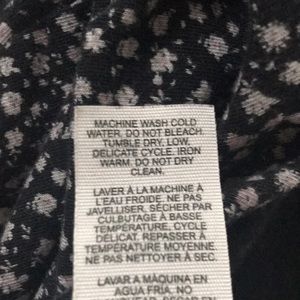 MACHINE WASH COLD
WATER. DO NOT BLEACH.
TUMBLE DRY, LOW,
DELICATE CYCLE. IRON
WARM. DO NOT DRY
CLEAN.
LAVER À LA MACHINE À
L'EAU FROIDE. NE PAS
JAVELLISER. SÉCHER PAR
CULBUTAGE À BASSE
TEMPÉRATURE, CYCLE
DELICAT. REPASSER À
TEMPÉRATURE MOYENNE.
NE PAS NETTOYER À SEC.
LAVAR A MÁQUINA EN
AGUA FRÍA. NO